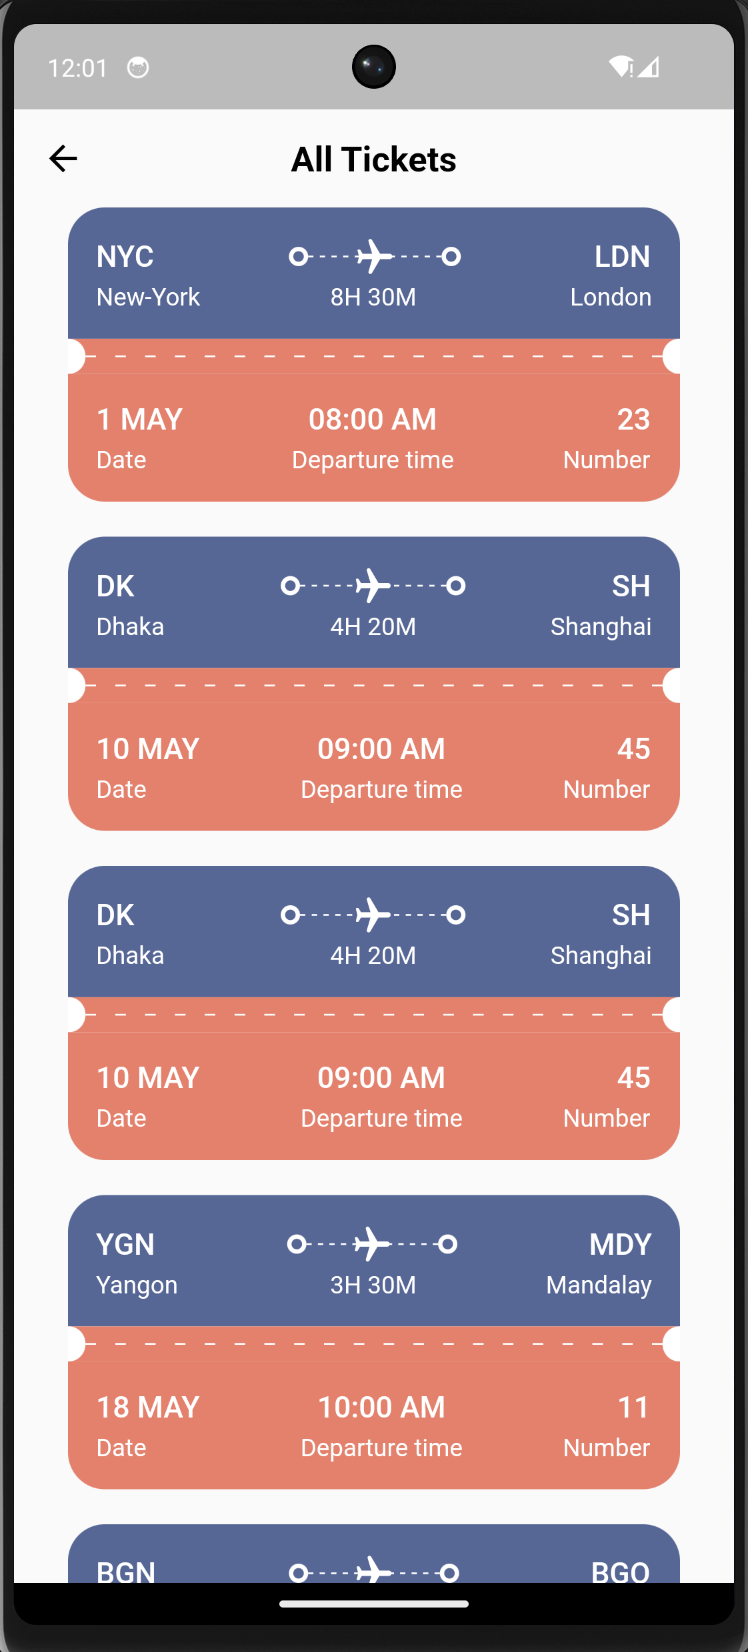 12:01
All Tickets
NYC LDN
New-York 8H 30M London
1 MAY 08:00 AM 23
Date Departure time Number
DK SH
Dhaka 4H 20M Shanghai
10 MAY 09:00 AM 45
Date Departure time Number
DK SH
Dhaka 4H 20M Shanghai
10 MAY 09:00 AM 45
Date Departure time Number
YGN MDY
Yangon 3H 30M Mandalay
18 MAY 10:00 AM 11
Date Departure time Number
BGN BGO